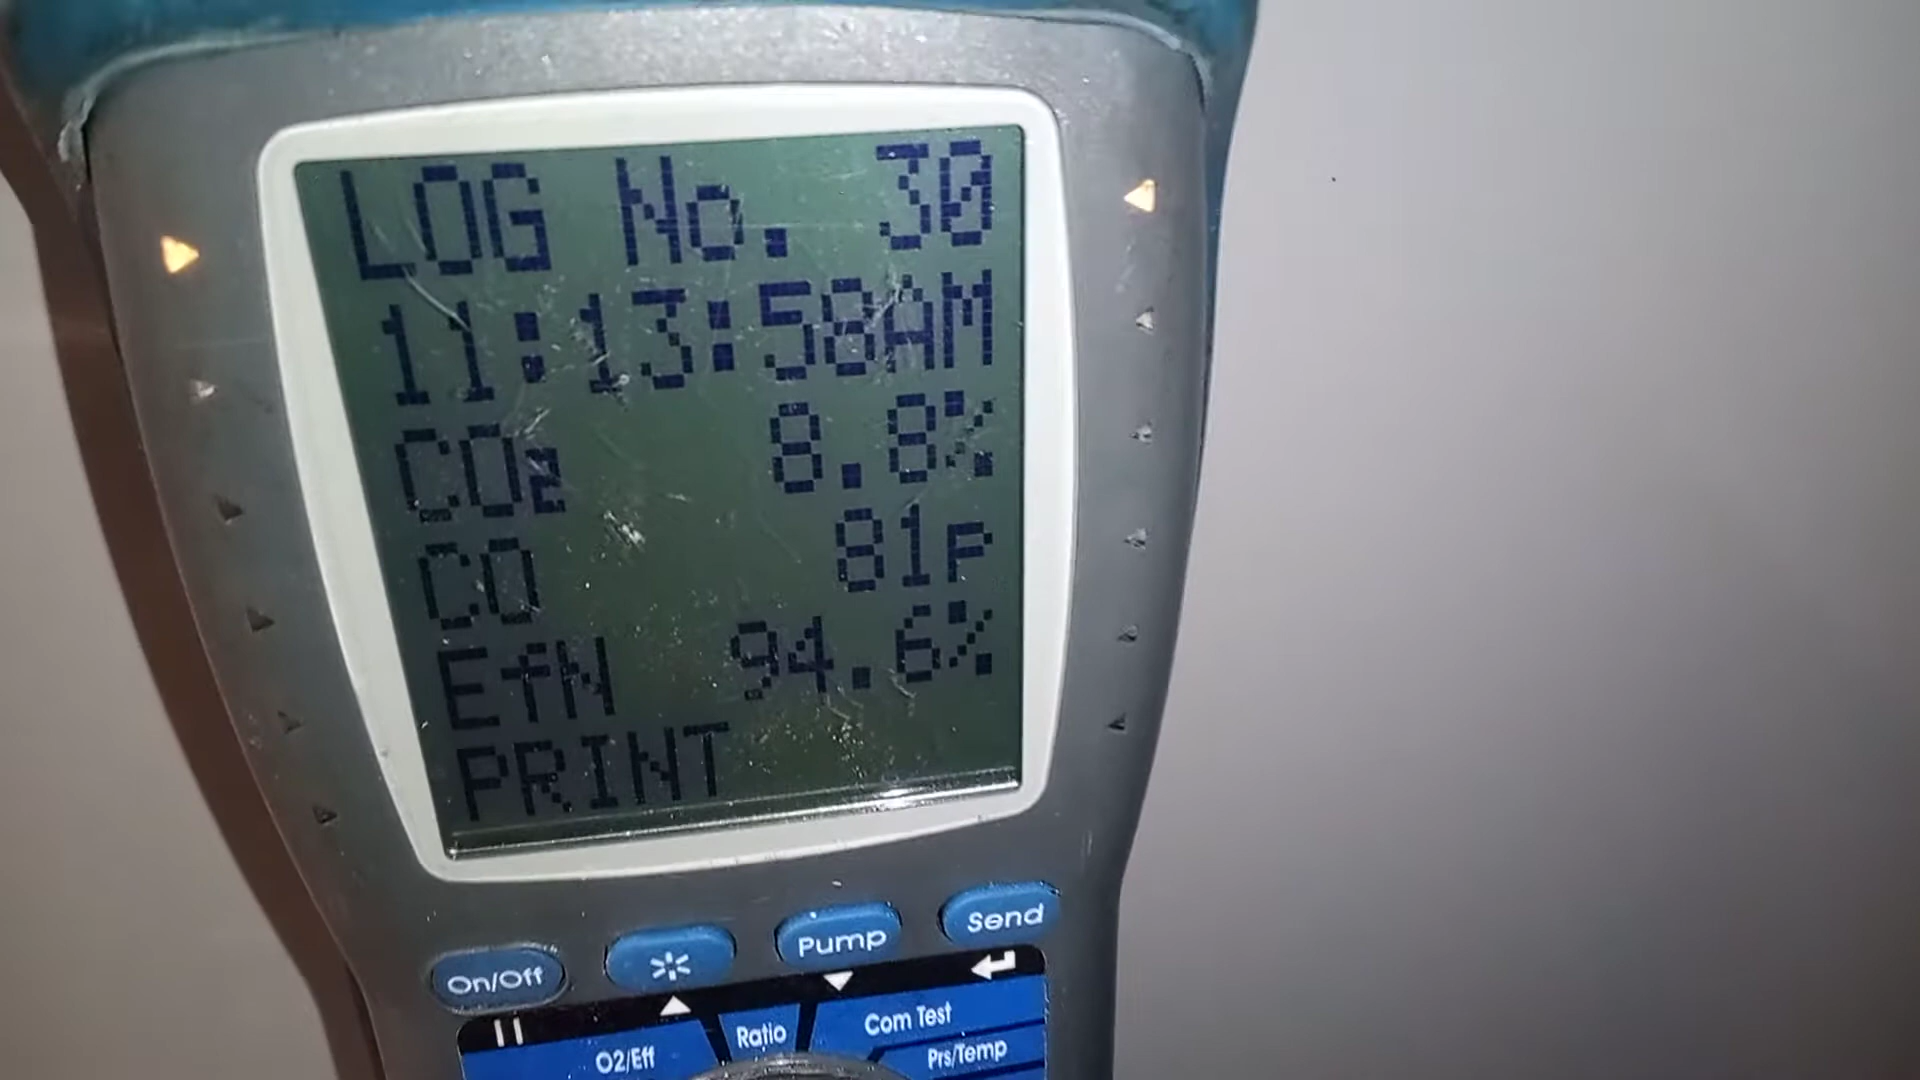 LOG No. 30
11:13:58AM
CO₂ 8.8%
CO 81P
EfN 94.6%
PRINT
On/Off
Pump
Send
O2/Eff
Ratio
Com Test
Prs/Temp